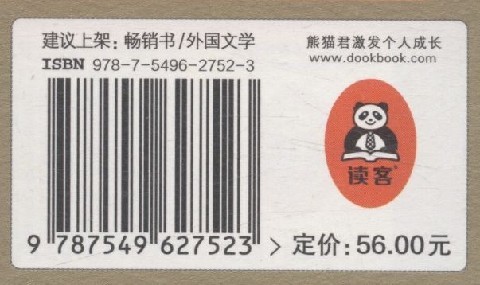 建议上架：畅销书/外国文学
ISBN 978-7-5496-2752-3
熊猫君激发个人成长
www.dookbook.com
读客
9 787549 627523 > 定价：56.00元